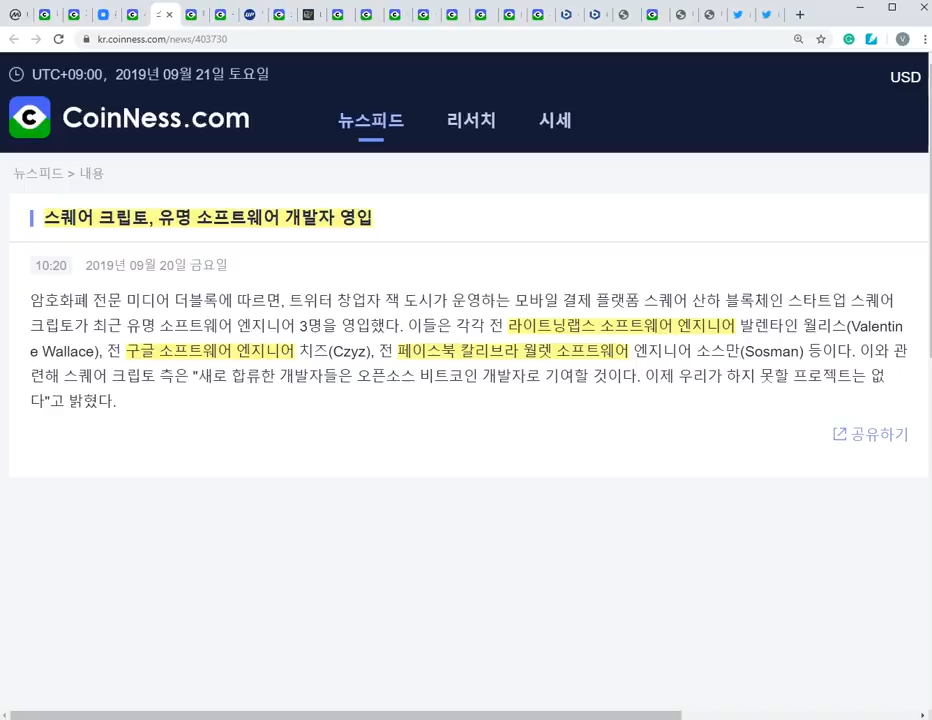 kr.coinness.com/news/403730
UTC+09:00, 2019년 09월 21일 토요일
USD
CoinNess.com
뉴스피드 리서치 시세
뉴스피드 > 내용
스퀘어 크립토, 유명 소프트웨어 개발자 영입
10:20 2019년 09월 20일 금요일
암호화폐 전문 미디어 더블록에 따르면, 트위터 창업자 잭 도시가 운영하는 모바일 결제 플랫폼 스퀘어 산하 블록체인 스타트업 스퀘어
크립토가 최근 유명 소프트웨어 엔지니어 3명을 영입했다. 이들은 각각 전 라이트닝랩스 소프트웨어 엔지니어 발렌타인 월리스(Valentin
e Wallace), 전 구글 소프트웨어 엔지니어 치즈(Czyz), 전 페이스북 칼리브라 월렛 소프트웨어 엔지니어 소스만(Sosman) 등이다. 이와 관
련해 스퀘어 크립토 측은 "새로 합류한 개발자들은 오픈소스 비트코인 개발자로 기여할 것이다. 이제 우리가 하지 못할 프로젝트는 없
다"고 밝혔다.
공유하기